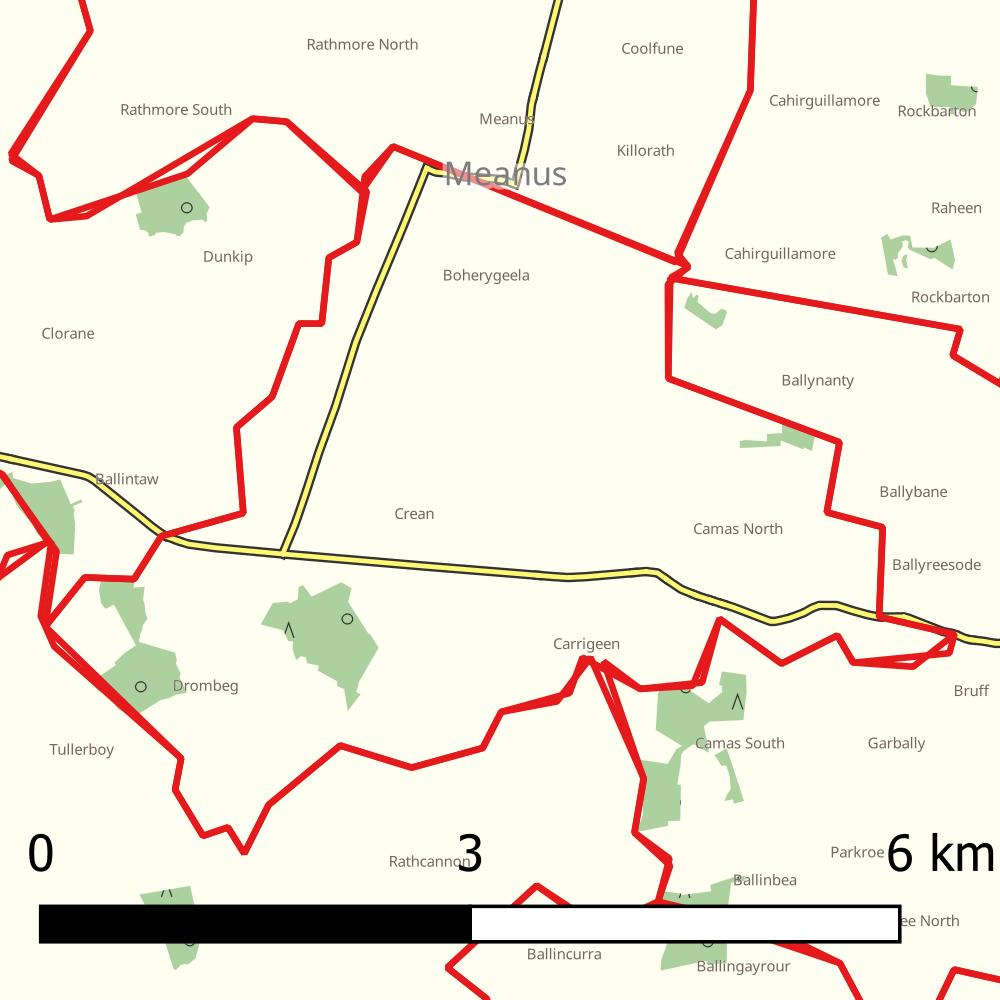 Rathmore North
Coolfune
Cahirguillamore
Rockbarton
Rathmore South
Meanus
Killorath
Meanus
Raheen
Dunkip
Cahirguillamore
Boherygeela
Rockbarton
Clorane
Ballynanty
Ballintaw
Ballybane
Crean
Camas North
Ballyreesode
Carrigeen
Drombeg
Bruff
Tullerboy
Camas South
Garbally
0
3
6 km
Rathcannon
Parkroe
Ballinbea
ee North
Ballincurra
Ballingayrour